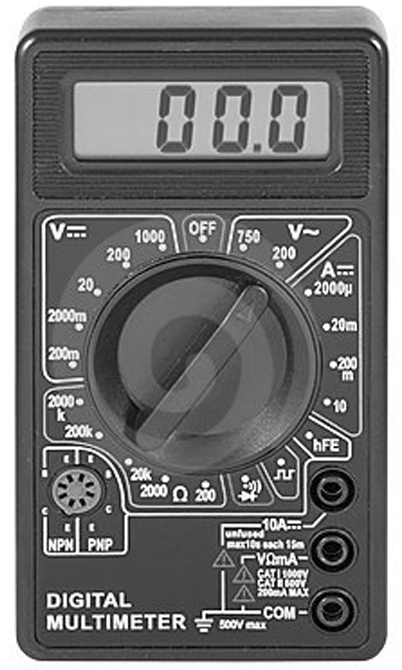 00.0
V⎓ 1000 OFF 750 V~
200 200
A⎓
20 2000µ
2000m 20m
200m 200
m
2000
k 10
200k hFE
20k
2000 Ω 200
E E
B B
C C
E E
NPN PNP
10A⎓
unfused
max10s each 15m
VΩmA
CAT I 1000V
CAT II 600V
200mA MAX
DIGITAL
MULTIMETER 500V max COM